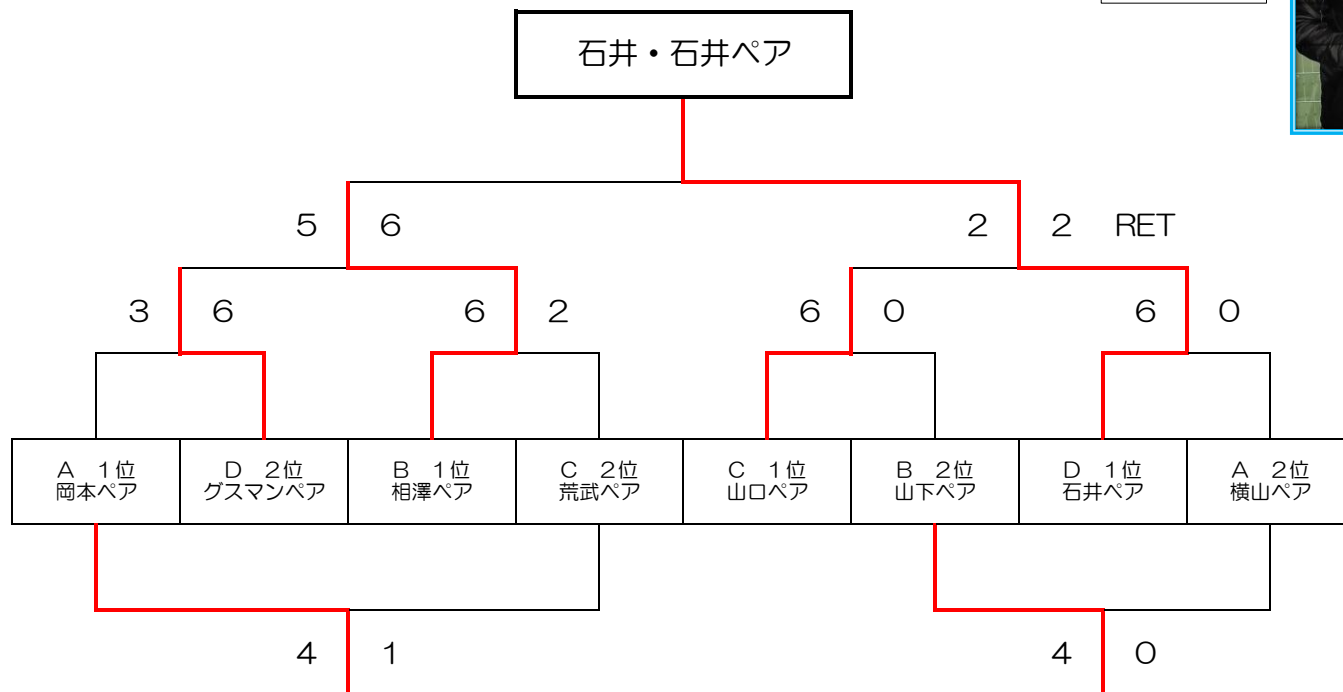 石井・石井ペア
5 6
2 2 RET
3 6
6 2
6 0
6 0
A 1位
岡本ペア
D 2位
グスマンペア
B 1位
相澤ペア
C 2位
荒武ペア
C 1位
山口ペア
B 2位
山下ペア
D 1位
石井ペア
A 2位
横山ペア
4 1
4 0